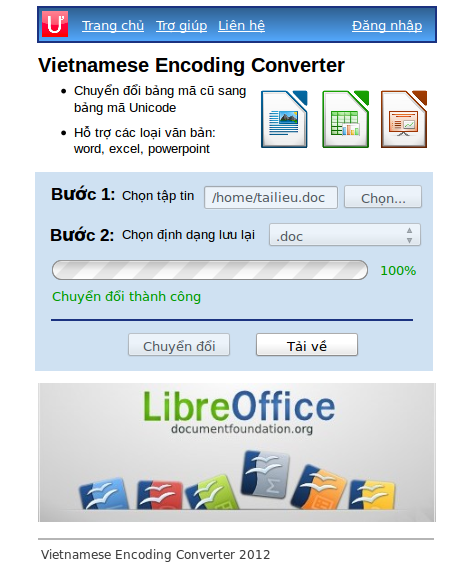 Ư
Trang chủ Trợ giúp Liên hệ Đăng nhập
Vietnamese Encoding Converter
• Chuyển đổi bảng mã cũ sang
bảng mã Unicode
• Hỗ trợ các loại văn bản:
word, excel, powerpoint
Bước 1: Chọn tập tin /home/tailieu.doc Chọn...
Bước 2: Chọn định dạng lưu lại .doc
100%
Chuyển đổi thành công
Chuyển đổi Tải về
LibreOffice
documentfoundation.org
Σ
Vietnamese Encoding Converter 2012